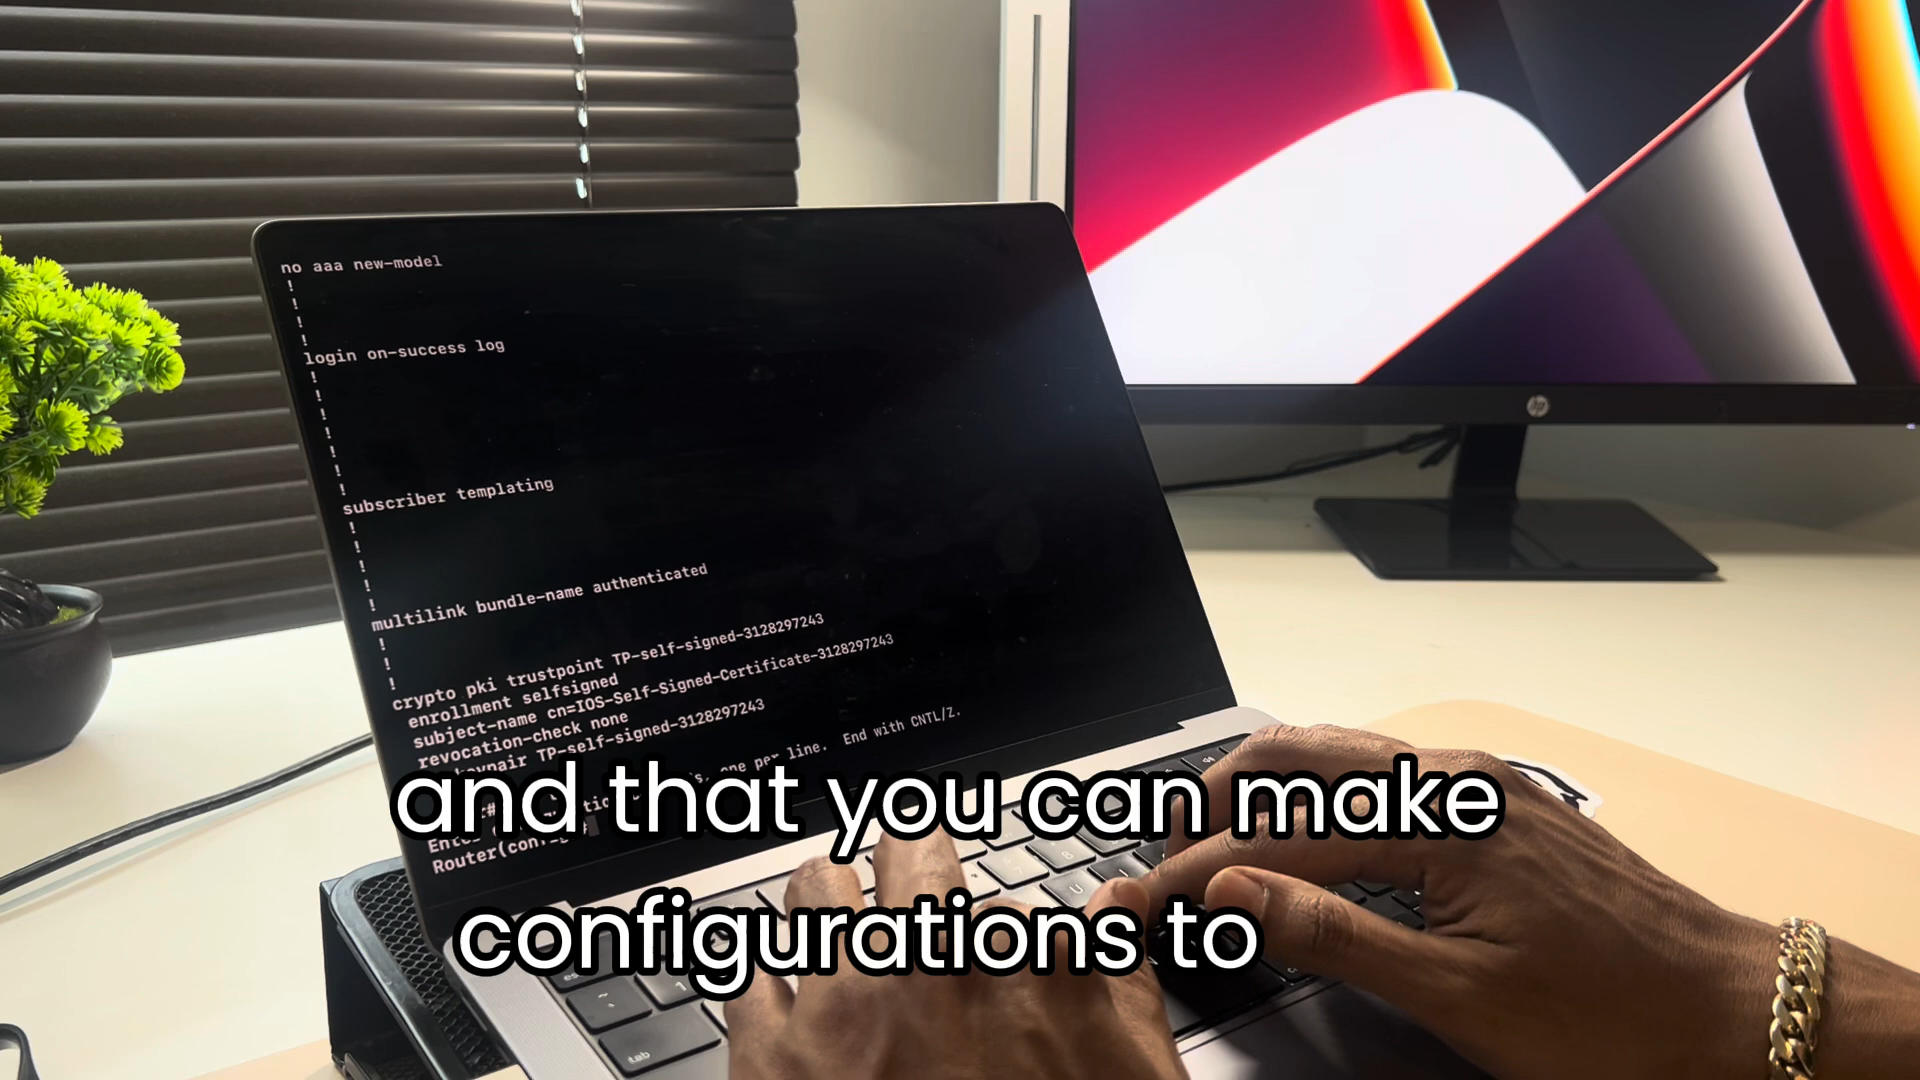 no aaa new-model
!
!
!
!
login on-success log
!
!
!
!
!
!
!
subscriber templating
!
!
!
!
!
multilink bundle-name authenticated
!
!
!
crypto pki trustpoint TP-self-signed-3128297243
enrollment selfsigned
subject-name cn=IOS-Self-Signed-Certificate-3128297243
revocation-check none
TP-self-signed-3128297243
one per line. End with CNTL/Z.
and that you can make
configurations to
hp
tab